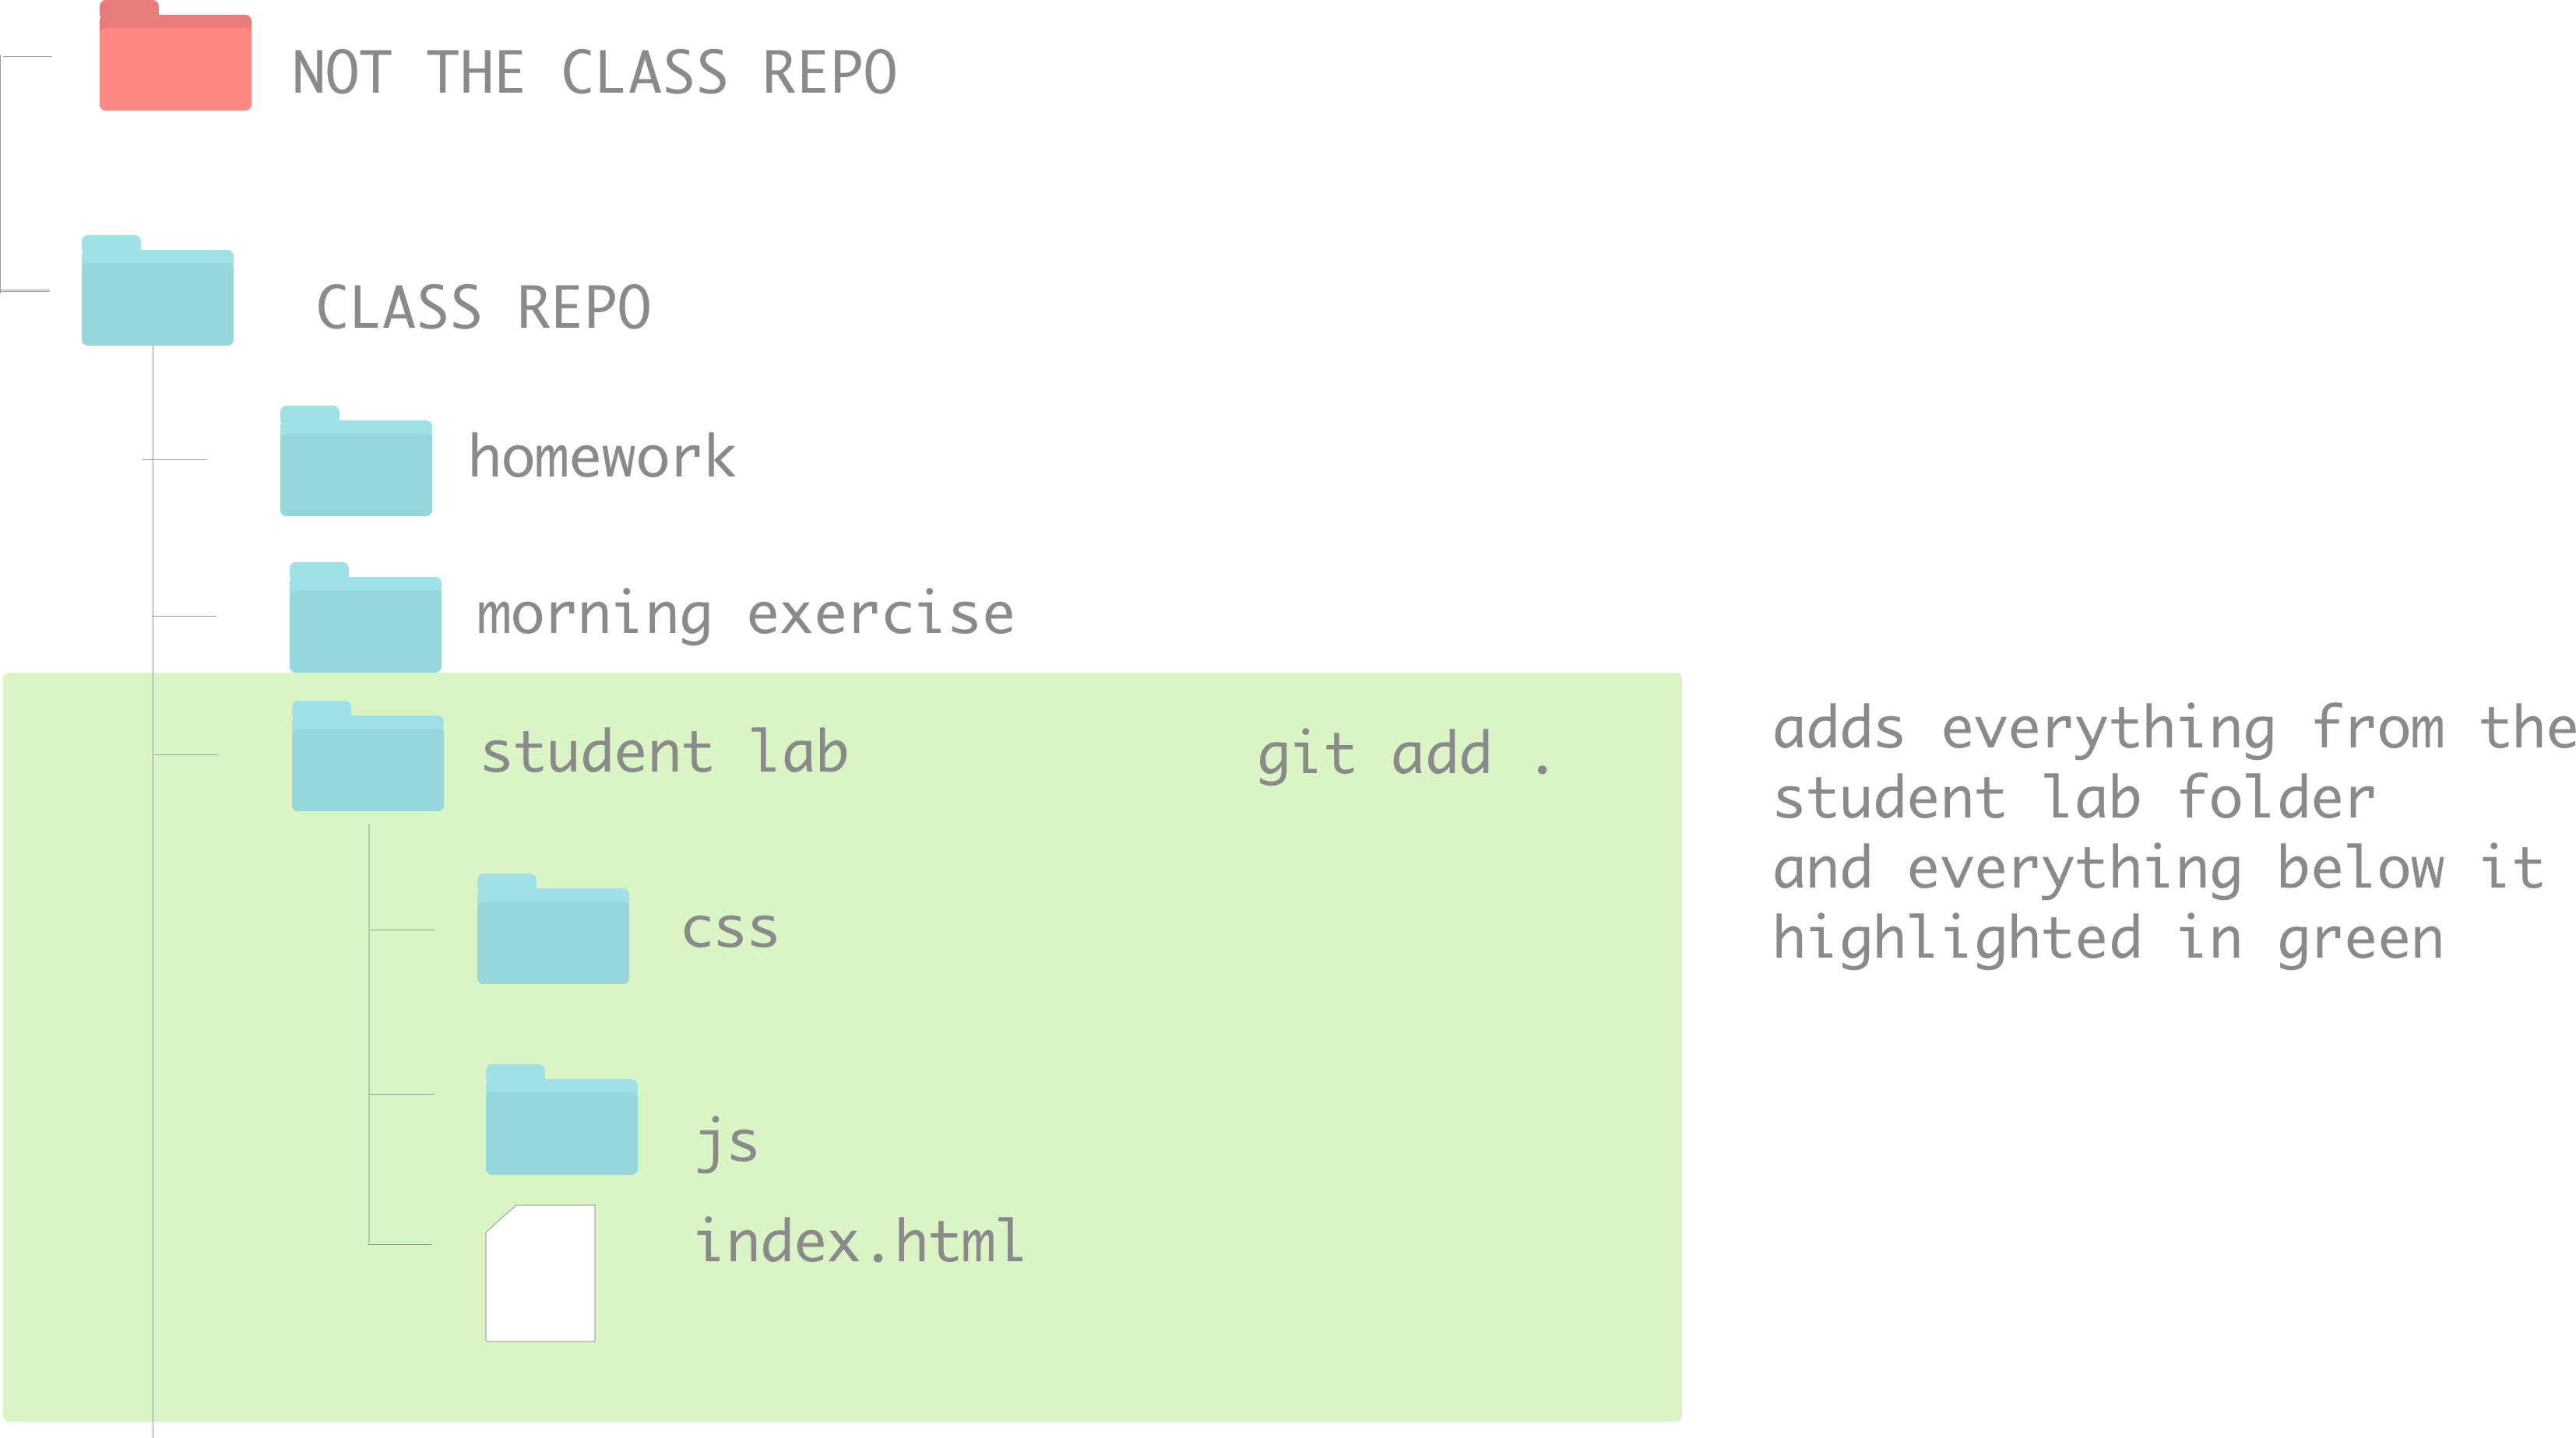 NOT THE CLASS REPO
CLASS REPO
homework
morning exercise
student lab
git add .
adds everything from the
student lab folder
and everything below it
highlighted in green
css
js
index.html